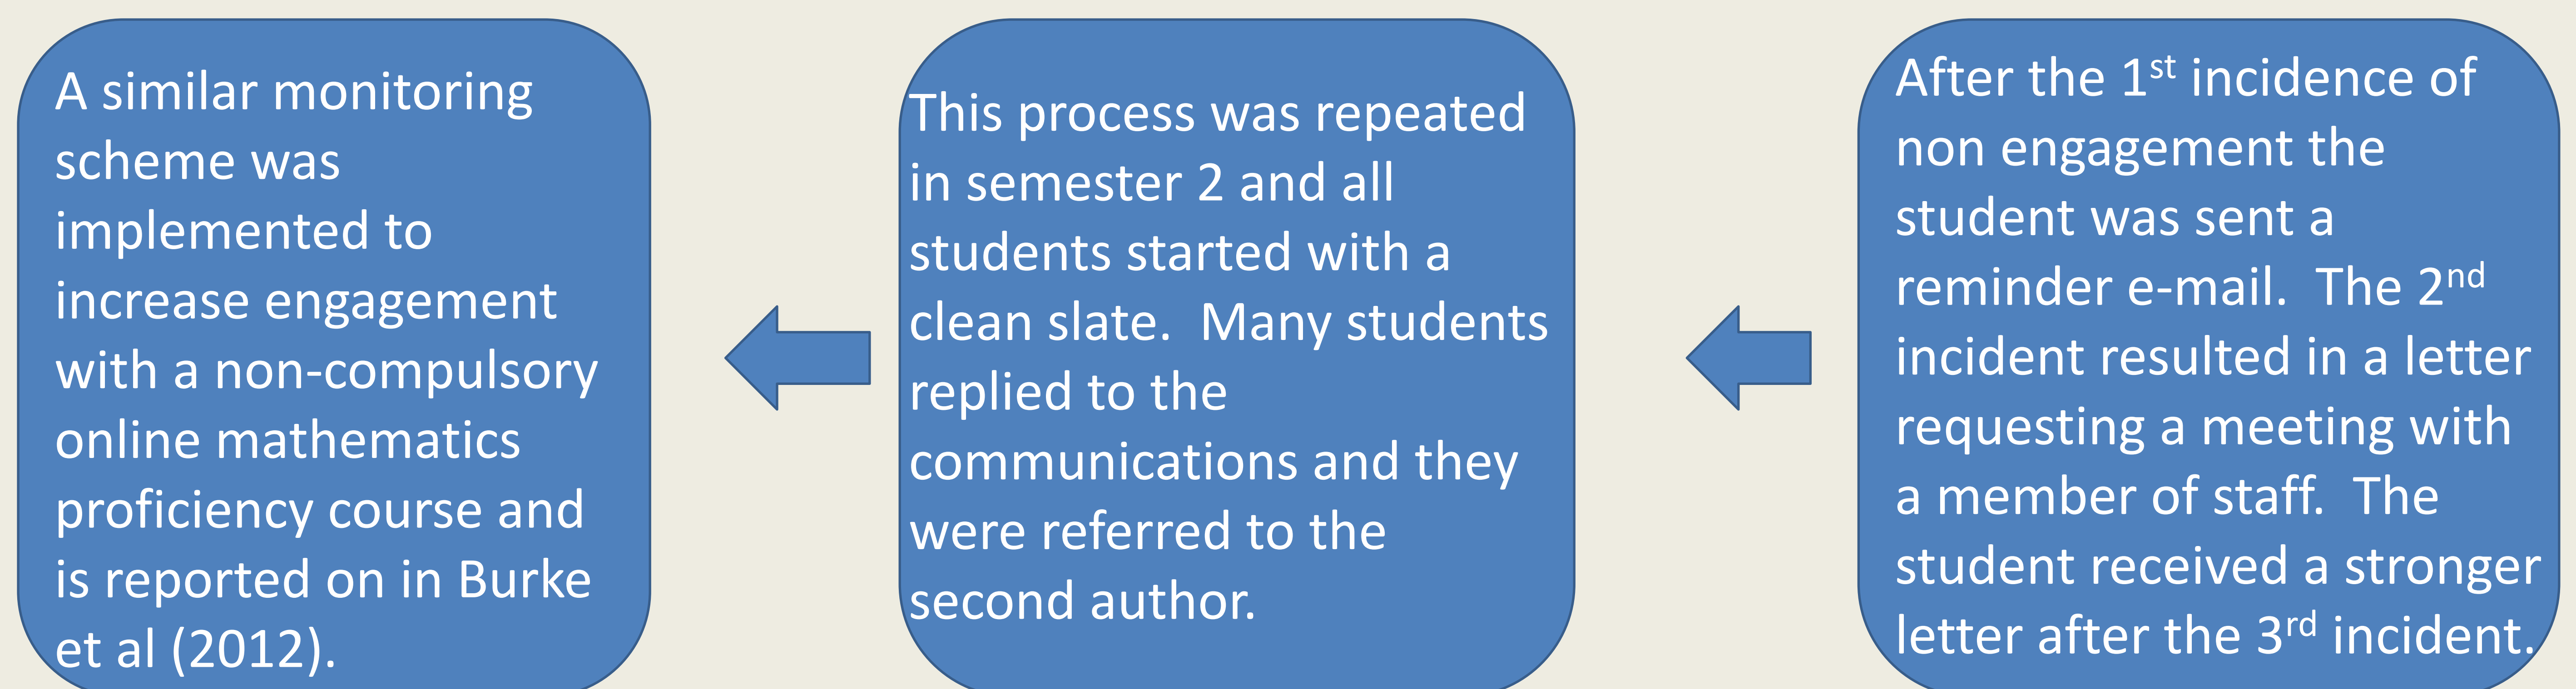 After the 1st incidence of
non engagement the
student was sent a
reminder e-mail.  The 2nd
incident resulted in a letter
requesting a meeting with
a member of staff.  The
student received a stronger
letter after the 3rd incident.
This process was repeated
in semester 2 and all
students started with a
clean slate.  Many students
replied to the
communications and they
were referred to the
second author.
A similar monitoring
scheme was
implemented to
increase engagement
with a non-compulsory
online mathematics
proficiency course and
is reported on in Burke
et al (2012).